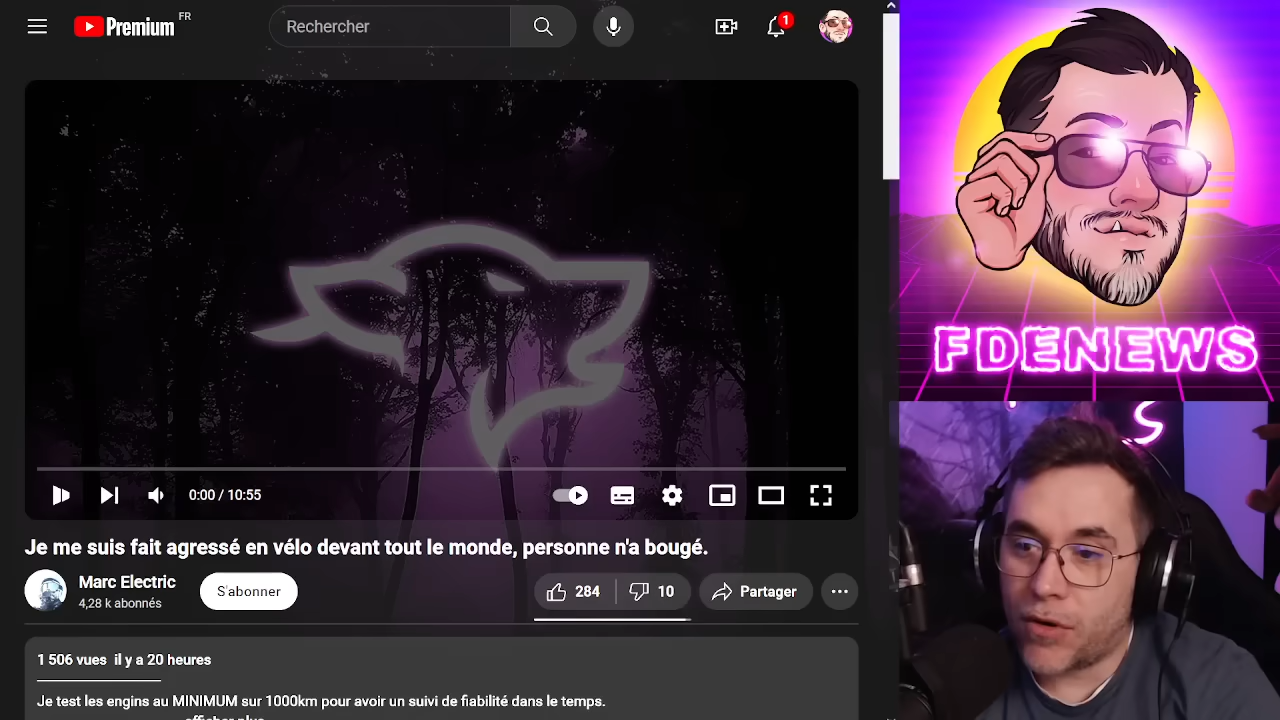 Premium FR
Rechercher
1
FDENEWS
0:00 / 10:55
Je me suis fait agressé en vélo devant tout le monde, personne n'a bougé.
Marc Electric
4,28 k abonnés
S'abonner
284
10
Partager
1 506 vues il y a 20 heures
Je test les engins au MINIMUM sur 1000km pour avoir un suivi de fiabilité dans le temps.
afficher plus